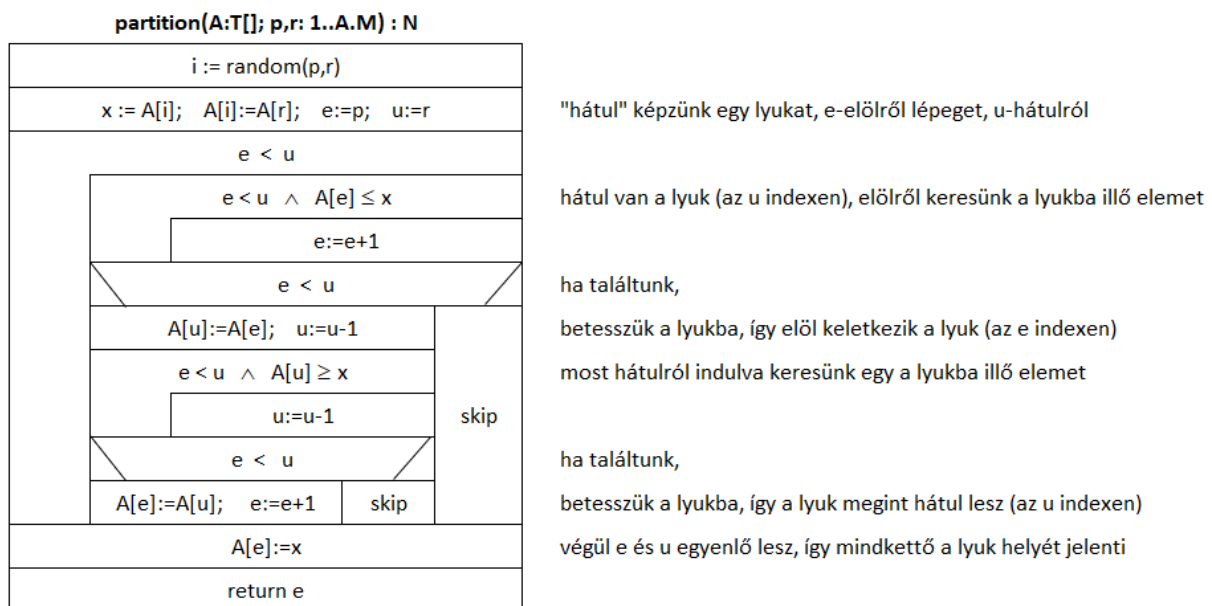 partition(A:T[]; p,r: 1..A.M) : N
i := random(p,r)
x := A[i];   A[i]:=A[r];   e:=p;   u:=r
"hátul" képzünk egy lyukat, e-elölről lépeget, u-hátulról
e < u
e < u ∧ A[e] ≤ x
hátul van a lyuk (az u indexen), elölről keresünk a lyukba illő elemet
e:=e+1
e < u
ha találtunk,
A[u]:=A[e];   u:=u-1
betesszük a lyukba, így elöl keletkezik a lyuk (az e indexen)
e < u ∧ A[u] ≥ x
most hátulról indulva keresünk egy a lyukba illő elemet
u:=u-1
skip
e < u
ha találtunk,
A[e]:=A[u];   e:=e+1
skip
betesszük a lyukba, így a lyuk megint hátul lesz (az u indexen)
A[e]:=x
végül e és u egyenlő lesz, így mindkettő a lyuk helyét jelenti
return e